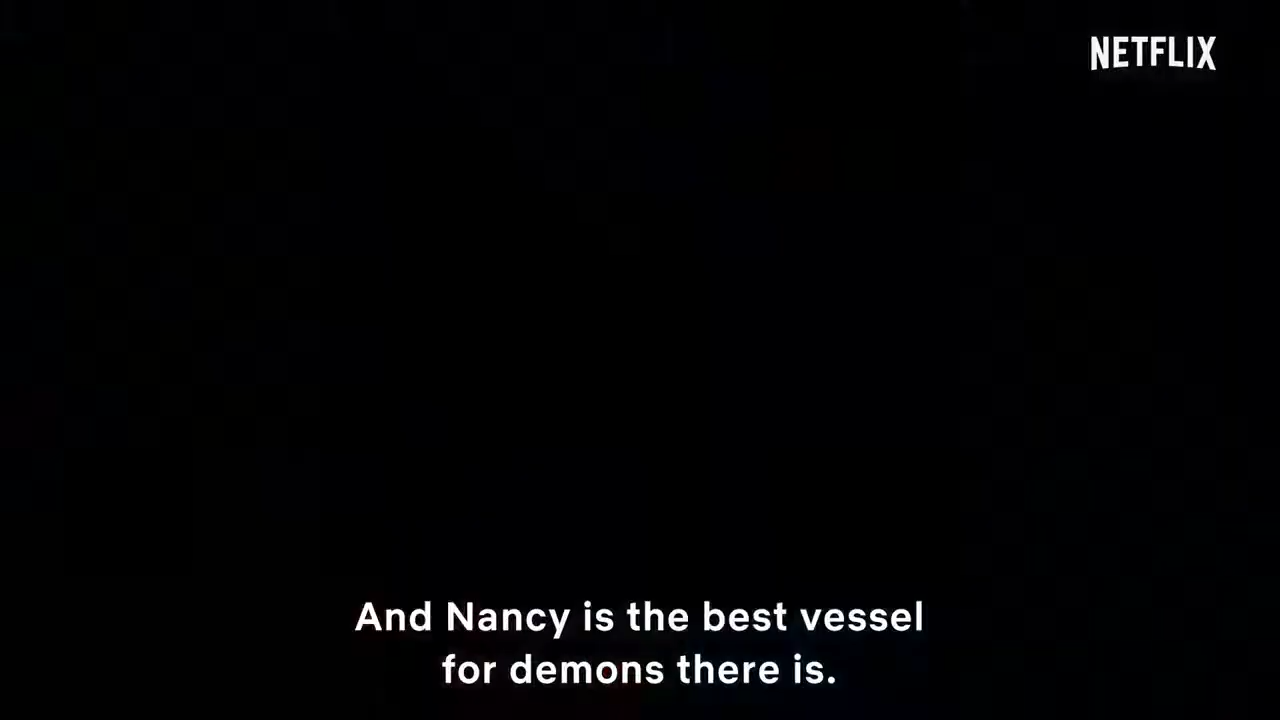 NETFLIX
And Nancy is the best vessel
for demons there is.